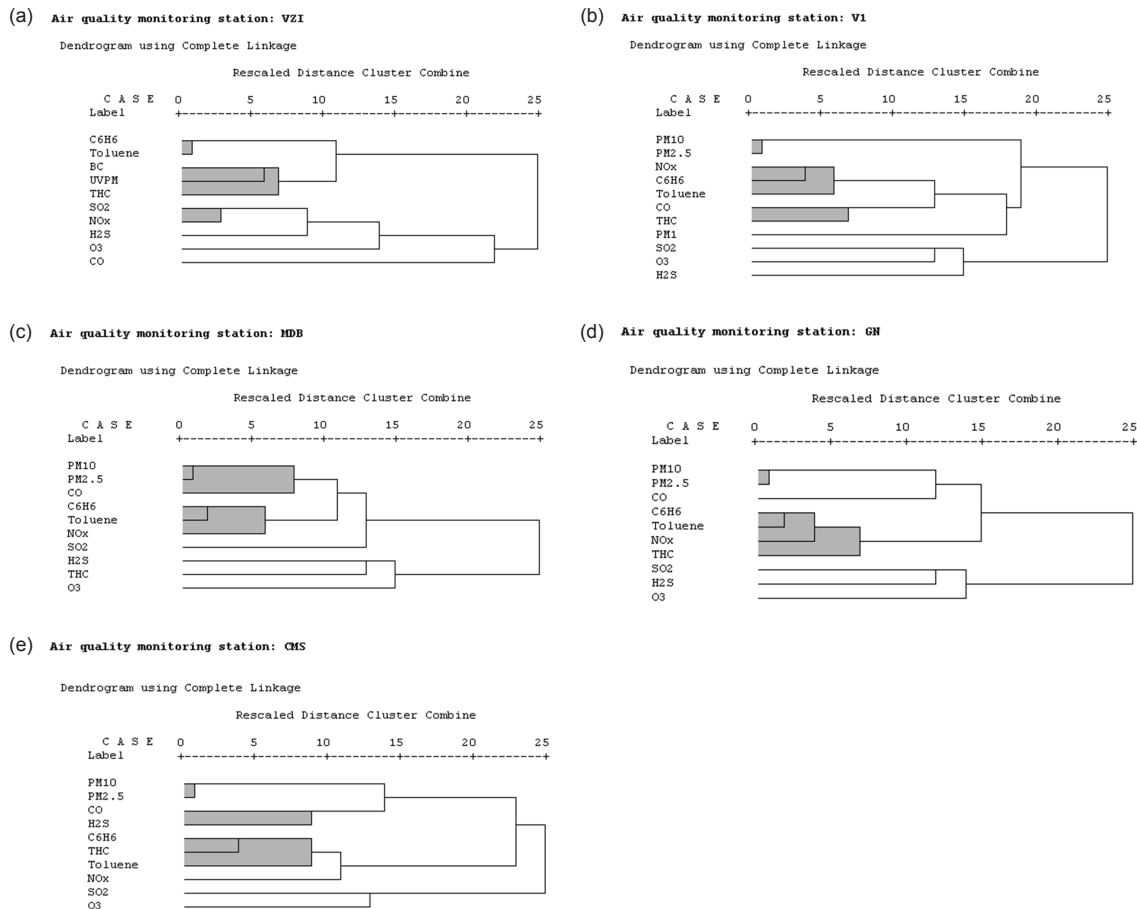 (a) Air quality monitoring station: VZI
Dendrogram using Complete Linkage
Rescaled Distance Cluster Combine
C A S E 0 5 10 15 20 25
Label +---------+---------+---------+---------+---------+
C6H6
Toluene
BC
UVPM
THC
SO2
NOx
H2S
O3
CO
(b) Air quality monitoring station: V1
Dendrogram using Complete Linkage
Rescaled Distance Cluster Combine
C A S E 0 5 10 15 20 25
Label +---------+---------+---------+---------+---------+
PM10
PM2.5
NOx
C6H6
Toluene
CO
THC
PM1
SO2
O3
H2S
(c) Air quality monitoring station: MDB
Dendrogram using Complete Linkage
Rescaled Distance Cluster Combine
C A S E 0 5 10 15 20 25
Label +---------+---------+---------+---------+---------+
PM10
PM2.5
CO
C6H6
Toluene
NOx
SO2
H2S
THC
O3
(d) Air quality monitoring station: GN
Dendrogram using Complete Linkage
Rescaled Distance Cluster Combine
C A S E 0 5 10 15 20 25
Label +---------+---------+---------+---------+---------+
PM10
PM2.5
CO
C6H6
Toluene
NOx
THC
SO2
H2S
O3
(e) Air quality monitoring station: CMS
Dendrogram using Complete Linkage
Rescaled Distance Cluster Combine
C A S E 0 5 10 15 20 25
Label +---------+---------+---------+---------+---------+
PM10
PM2.5
CO
H2S
C6H6
THC
Toluene
NOx
SO2
O3